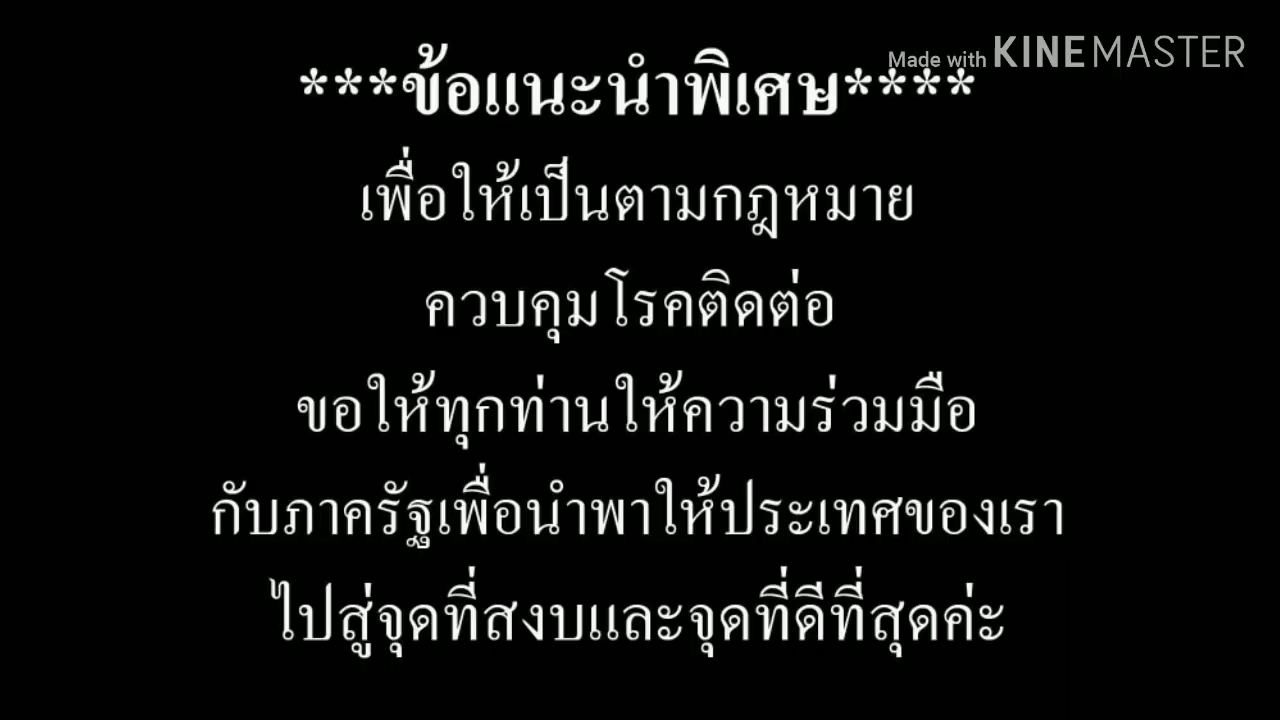 Made with KINEMASTER
***ข้อแนะนำพิเศษ****
เพื่อให้เป็นตามกฎหมาย
ควบคุมโรคติดต่อ
ขอให้ทุกท่านให้ความร่วมมือ
กับภาครัฐเพื่อนำพาให้ประเทศของเรา
ไปสู่จุดที่สงบและจุดที่ดีที่สุดค่ะ